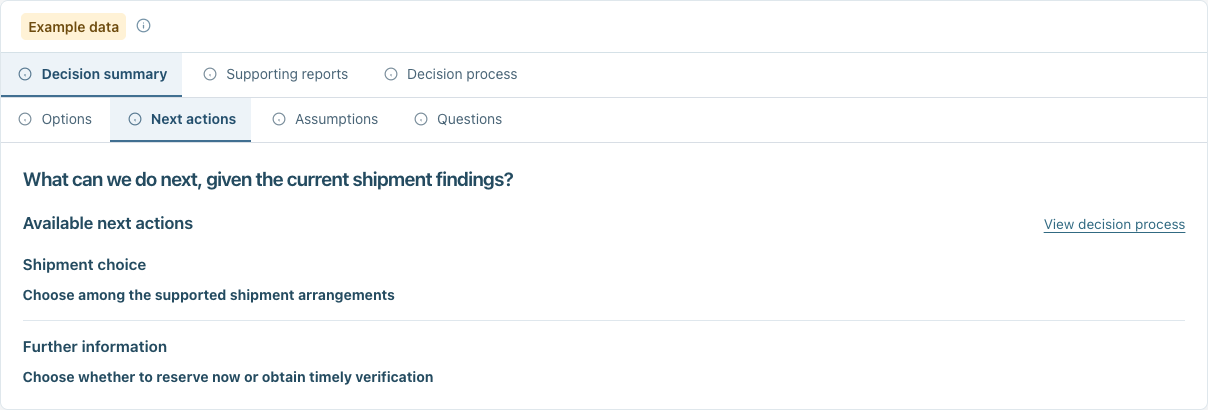 Example data
Decision summary Supporting reports Decision process
Options Next actions Assumptions Questions
What can we do next, given the current shipment findings?
Available next actions View decision process
Shipment choice
Choose among the supported shipment arrangements
Further information
Choose whether to reserve now or obtain timely verification